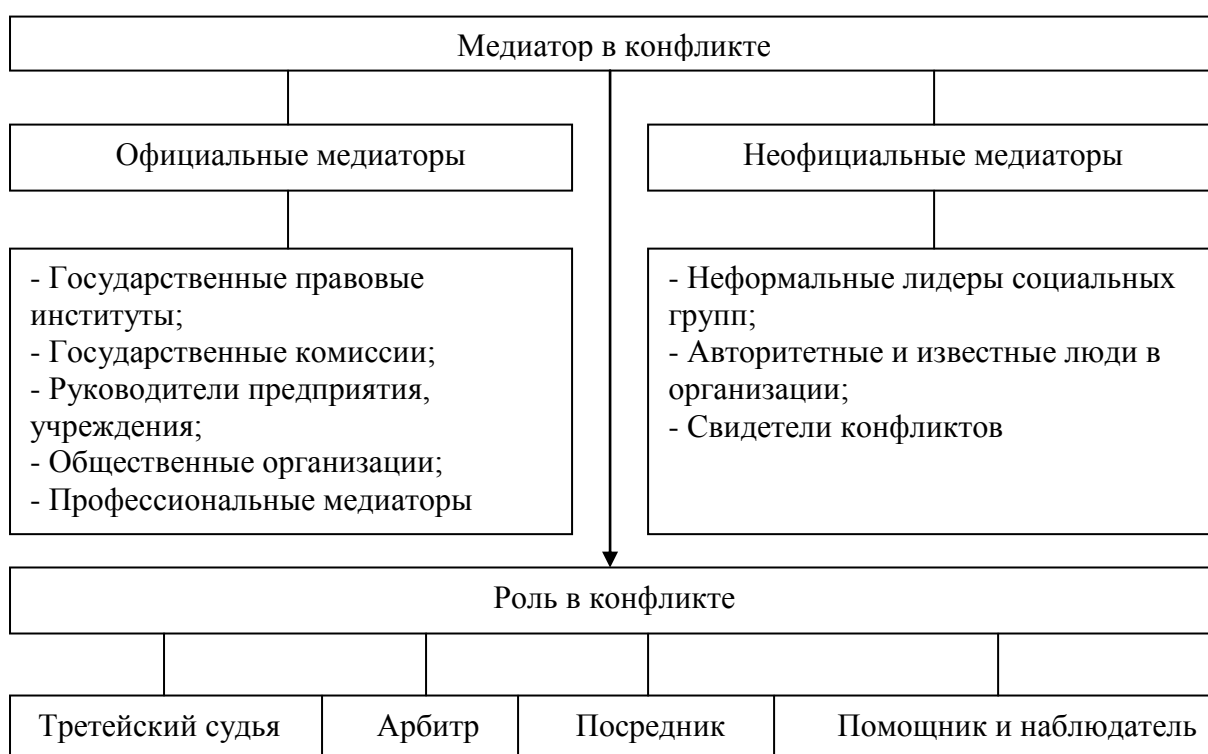 Медиатор в конфликте
Официальные медиаторы
Неофициальные медиаторы
- Государственные правовые
институты;
- Государственные комиссии;
- Руководители предприятия,
учреждения;
- Общественные организации;
- Профессиональные медиаторы
- Неформальные лидеры социальных
групп;
- Авторитетные и известные люди в
организации;
- Свидетели конфликтов
Роль в конфликте
Третейский судья
Арбитр
Посредник
Помощник и наблюдатель